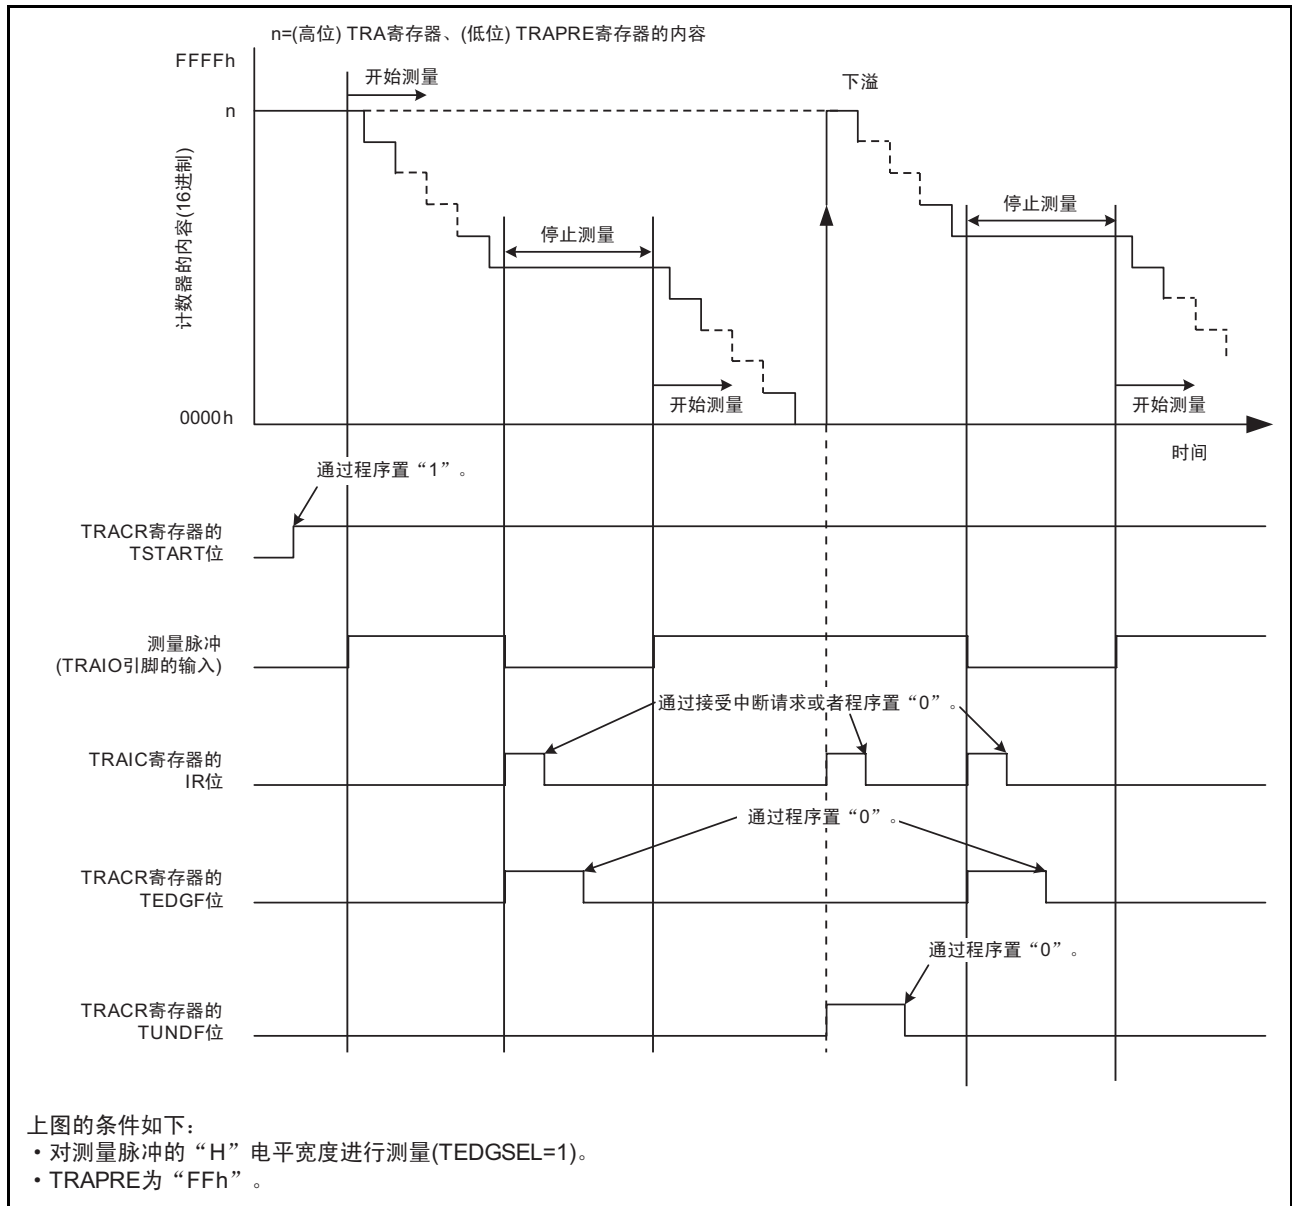 n=(高位) TRA寄存器、(低位) TRAPRE寄存器的内容
FFFFh
开始测量
下溢
n
计数器的内容(16进制)
停止测量
停止测量
开始测量
开始测量
0000h
时间
通过程序置“1”。
TRACR寄存器的
TSTART位
测量脉冲
(TRAIO引脚的输入)
通过接受中断请求或者程序置“0”。
TRAIC寄存器的
IR位
通过程序置“0”。
TRACR寄存器的
TEDGF位
通过程序置“0”。
TRACR寄存器的
TUNDF位
上图的条件如下：
•对测量脉冲的“H”电平宽度进行测量(TEDGSEL=1)。
•TRAPRE为“FFh”。